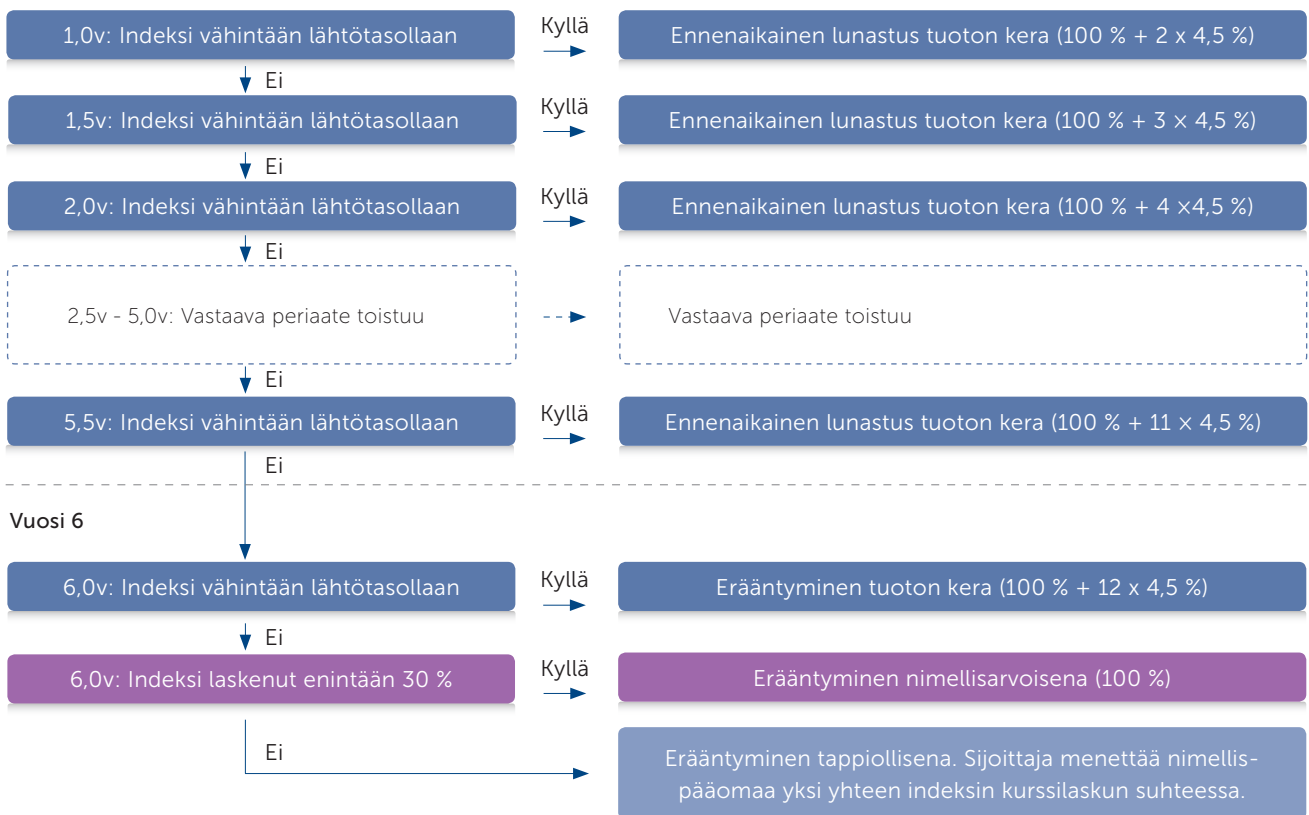 1,0v: Indeksi vähintään lähtötasollaan
Kyllä
Ennenaikainen lunastus tuoton kera (100 % + 2 x 4,5 %)
Ei
1,5v: Indeksi vähintään lähtötasollaan
Kyllä
Ennenaikainen lunastus tuoton kera (100 % + 3 × 4,5 %)
Ei
2,0v: Indeksi vähintään lähtötasollaan
Kyllä
Ennenaikainen lunastus tuoton kera (100 % + 4 ×4,5 %)
Ei
2,5v - 5,0v: Vastaava periaate toistuu
Vastaava periaate toistuu
Ei
5,5v: Indeksi vähintään lähtötasollaan
Kyllä
Ennenaikainen lunastus tuoton kera (100 % + 11 × 4,5 %)
Ei
Vuosi 6
6,0v: Indeksi vähintään lähtötasollaan
Kyllä
Erääntyminen tuoton kera (100 % + 12 x 4,5 %)
Ei
6,0v: Indeksi laskenut enintään 30 %
Kyllä
Erääntyminen nimellisarvoisena (100 %)
Ei
Erääntyminen tappiollisena. Sijoittaja menettää nimellis-
pääomaa yksi yhteen indeksin kurssilaskun suhteessa.